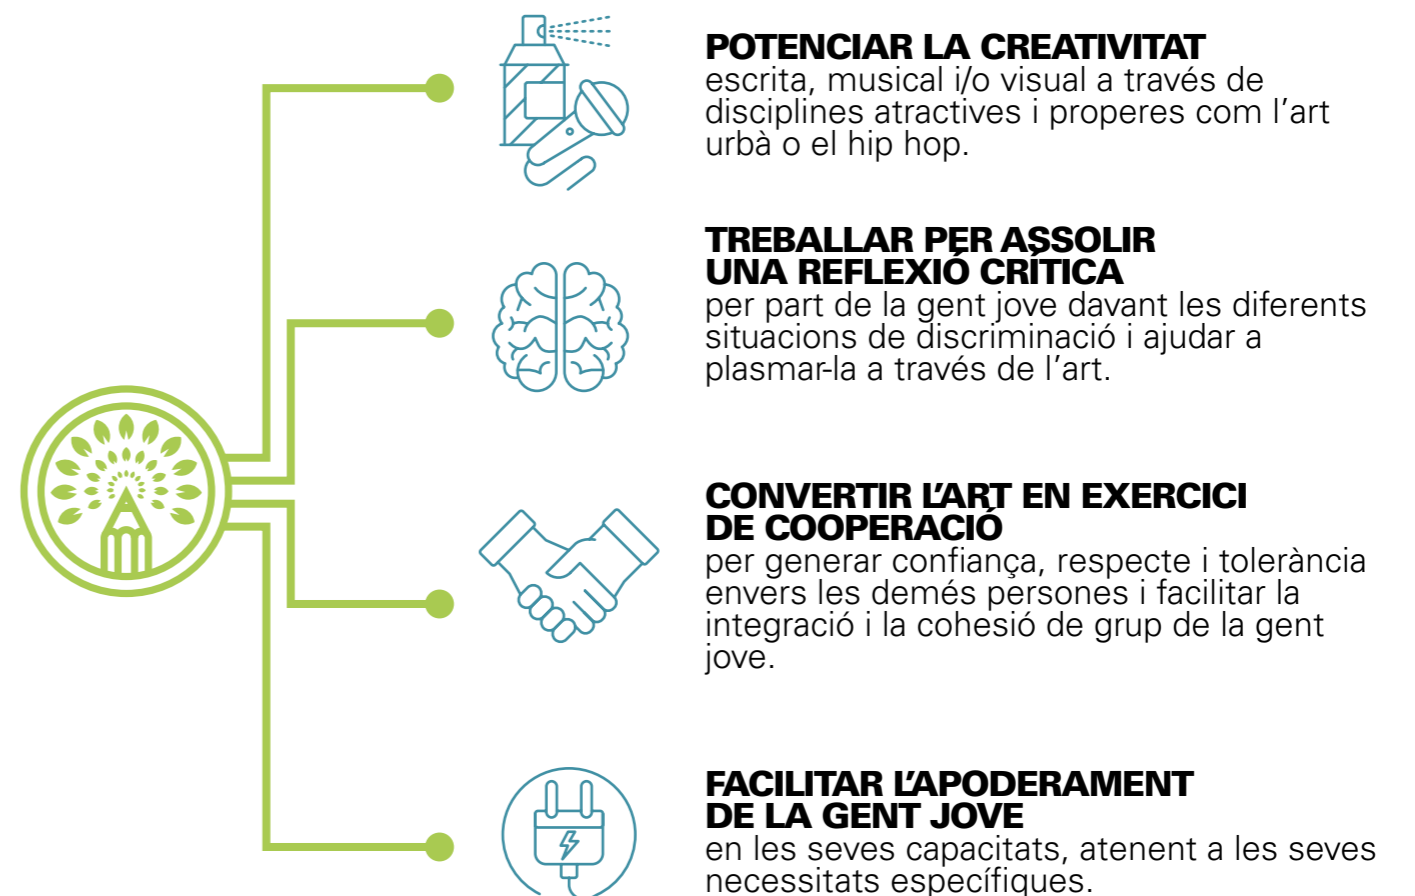 POTENCIAR LA CREATIVITAT
escrita, musical i/o visual a través de
disciplines atractives i properes com l’art
urbà o el hip hop.
TREBALLAR PER ASSOLIR
UNA REFLEXIÓ CRÍTICA
per part de la gent jove davant les diferents
situacions de discriminació i ajudar a
plasmar-la a través de l’art.
CONVERTIR L’ART EN EXERCICI
DE COOPERACIÓ
per generar confiança, respecte i tolerància
envers les demés persones i facilitar la
integració i la cohesió de grup de la gent
jove.
FACILITAR L’APODERAMENT
DE LA GENT JOVE
en les seves capacitats, atenent a les seves
necessitats específiques.